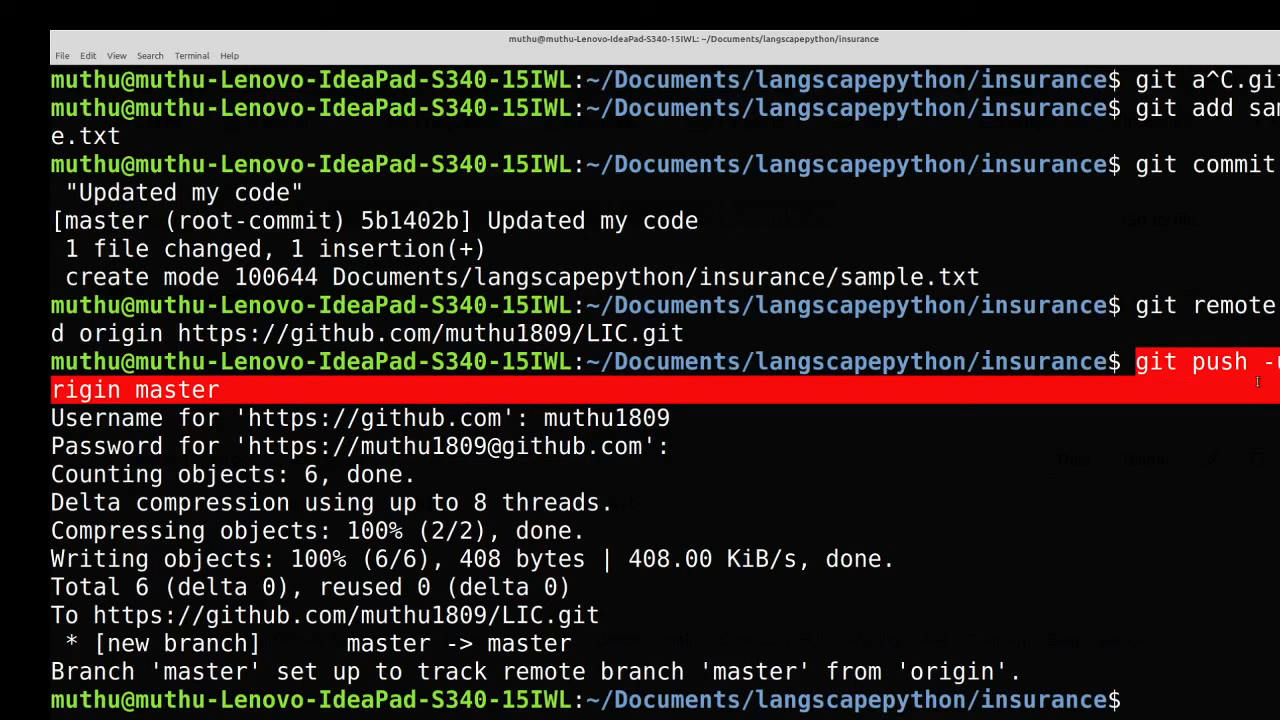 muthu@muthu-Lenovo-IdeaPad-S340-15IWL: ~/Documents/langscapepython/insurance
File Edit View Search Terminal Help
muthu@muthu-Lenovo-IdeaPad-S340-15IWL:~/Documents/langscapepython/insurance$ git a^C.git
muthu@muthu-Lenovo-IdeaPad-S340-15IWL:~/Documents/langscapepython/insurance$ git add sam
e.txt
muthu@muthu-Lenovo-IdeaPad-S340-15IWL:~/Documents/langscapepython/insurance$ git commit
"Updated my code"
[master (root-commit) 5b1402b] Updated my code
1 file changed, 1 insertion(+)
create mode 100644 Documents/langscapepython/insurance/sample.txt
muthu@muthu-Lenovo-IdeaPad-S340-15IWL:~/Documents/langscapepython/insurance$ git remote
d origin https://github.com/muthu1809/LIC.git
muthu@muthu-Lenovo-IdeaPad-S340-15IWL:~/Documents/langscapepython/insurance$ git push -u
rigin master
Username for 'https://github.com': muthu1809
Password for 'https://muthu1809@github.com':
Counting objects: 6, done.
Delta compression using up to 8 threads.
Compressing objects: 100% (2/2), done.
Writing objects: 100% (6/6), 408 bytes | 408.00 KiB/s, done.
Total 6 (delta 0), reused 0 (delta 0)
To https://github.com/muthu1809/LIC.git
* [new branch] master -> master
Branch 'master' set up to track remote branch 'master' from 'origin'.
muthu@muthu-Lenovo-IdeaPad-S340-15IWL:~/Documents/langscapepython/insurance$